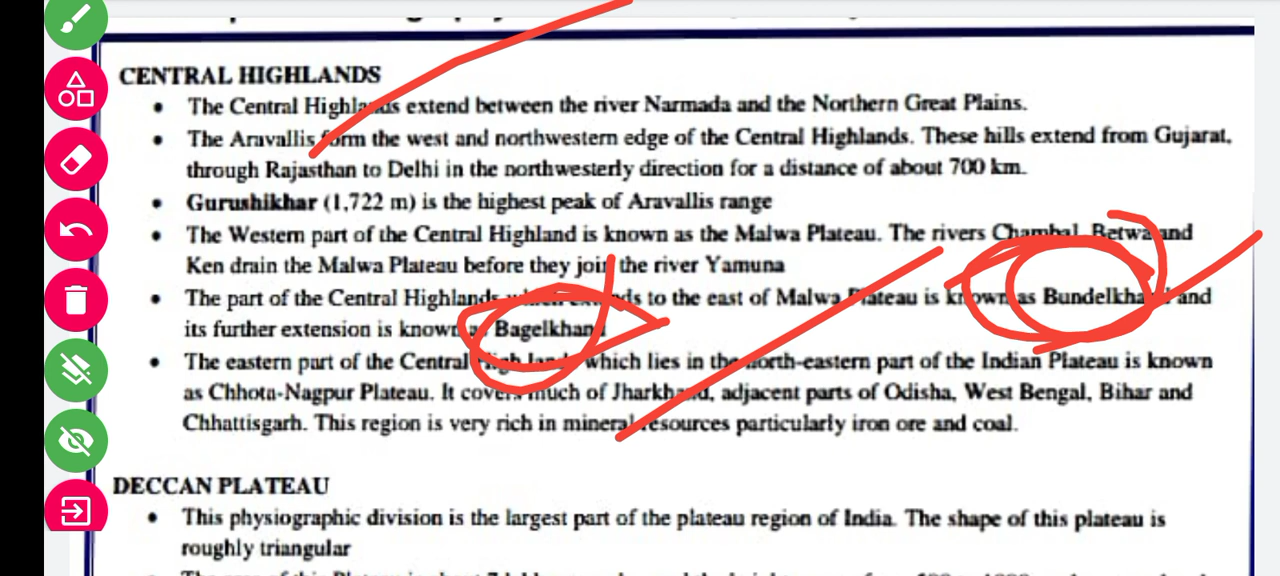 CENTRAL HIGHLANDS
• The Central Highlands extend between the river Narmada and the Northern Great Plains.
• The Aravallis form the west and northwestern edge of the Central Highlands. These hills extend from Gujarat,
through Rajasthan to Delhi in the northwesterly direction for a distance of about 700 km.
• Gurushikhar (1,722 m) is the highest peak of Aravallis range
• The Western part of the Central Highland is known as the Malwa Plateau. The rivers Chambal, Betwa and
Ken drain the Malwa Plateau before they join the river Yamuna
• The part of the Central Highlands which extends to the east of Malwa Plateau is known as Bundelkhand and
its further extension is known as Bagelkhand
• The eastern part of the Central Highlands which lies in the north-eastern part of the Indian Plateau is known
as Chhota-Nagpur Plateau. It covers much of Jharkhand, adjacent parts of Odisha, West Bengal, Bihar and
Chhattisgarh. This region is very rich in mineral resources particularly iron ore and coal.
DECCAN PLATEAU
• This physiographic division is the largest part of the plateau region of India. The shape of this plateau is
roughly triangular